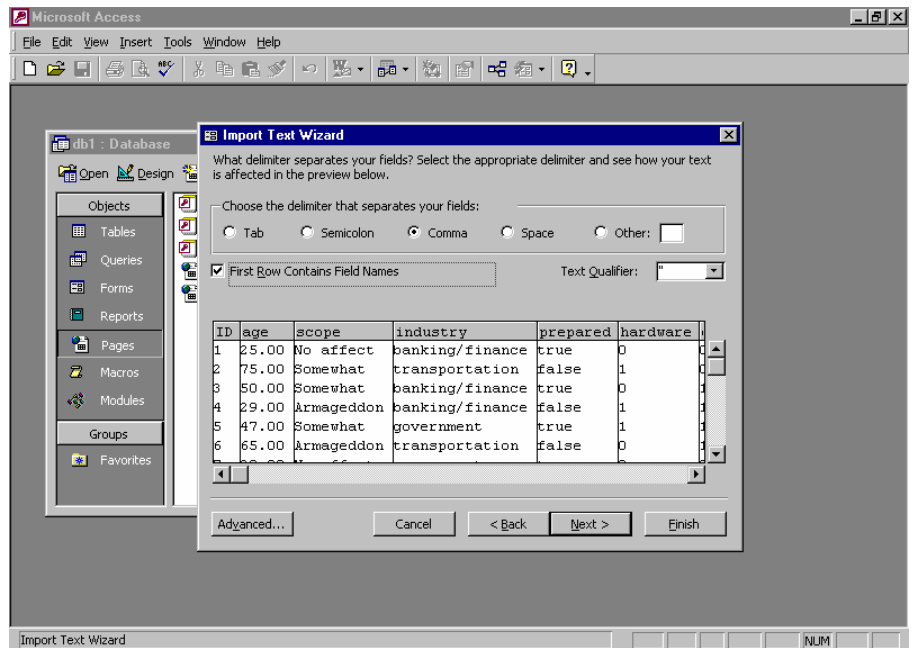 Microsoft Access
File Edit View Insert Tools Window Help
db1 : Database
Open Design
Objects
Tables
Queries
Forms
Reports
Pages
Macros
Modules
Groups
Favorites
Import Text Wizard
What delimiter separates your fields? Select the appropriate delimiter and see how your text
is affected in the preview below.
Choose the delimiter that separates your fields:
Tab Semicolon Comma Space Other:
First Row Contains Field Names Text Qualifier: "
ID age scope industry prepared hardware
1 25.00 No affect banking/finance true 0
2 75.00 Somewhat transportation false 1
3 50.00 Somewhat banking/finance true 0
4 29.00 Armageddon banking/finance false 1
5 47.00 Somewhat government true 1
6 65.00 Armageddon transportation false 0
Advanced... Cancel < Back Next > Finish
Import Text Wizard NUM